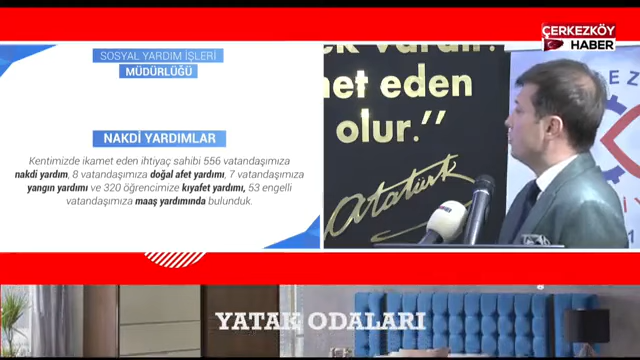 SOSYAL YARDIM İŞLERİ
MÜDÜRLÜĞÜ
NAKDİ YARDIMLAR
Kentimizde ikamet eden ihtiyaç sahibi 556 vatandaşımıza
nakdi yardım, 8 vatandaşımıza doğal afet yardımı, 7 vatandaşımıza
yangın yardımı ve 320 öğrencimize kıyafet yardımı, 53 engelli
vatandaşımıza maaş yardımında bulunduk.
ÇERKEZKÖY
HABER
et eden
olur.”
Atatürk
YATAK ODALARI